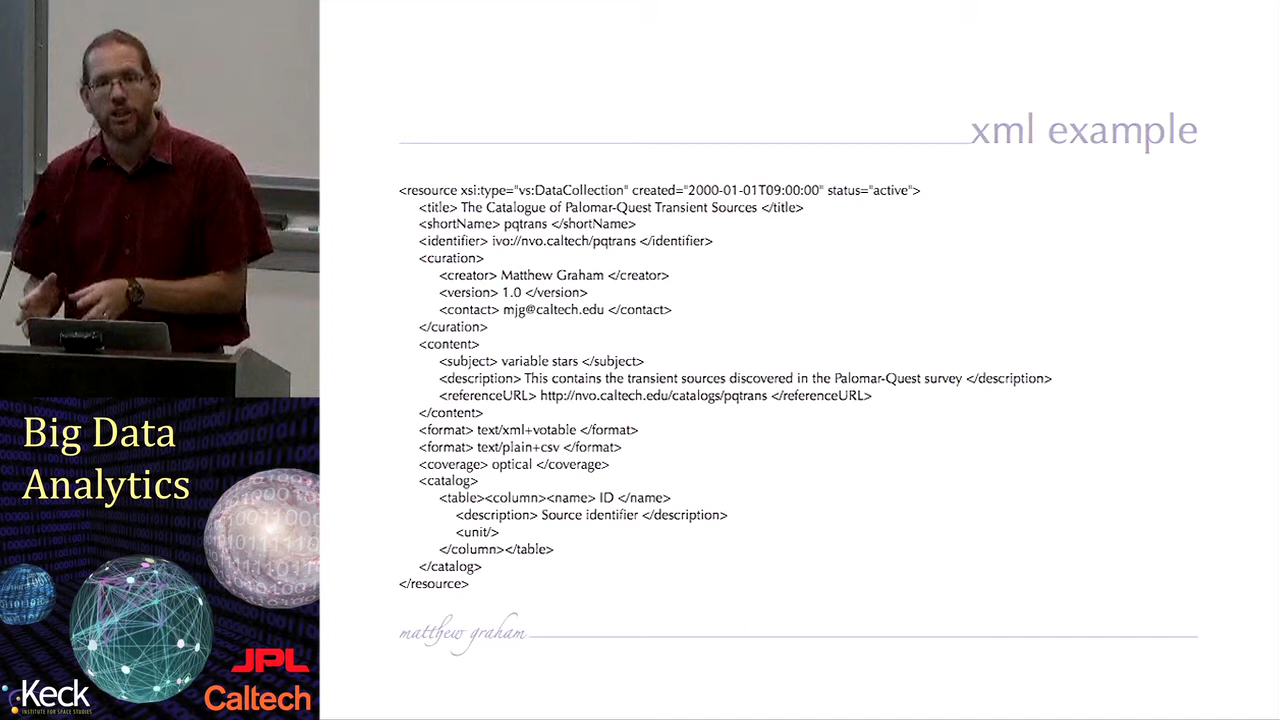 xml example
<resource xsi:type="vs:DataCollection" created="2000-01-01T09:00:00" status="active">
<title> The Catalogue of Palomar-Quest Transient Sources </title>
<shortName> pqtrans </shortName>
<identifier> ivo://nvo.caltech/pqtrans </identifier>
<curation>
<creator> Matthew Graham </creator>
<version> 1.0 </version>
<contact> mjg@caltech.edu </contact>
</curation>
<content>
<subject> variable stars </subject>
<description> This contains the transient sources discovered in the Palomar-Quest survey </description>
<referenceURL> http://nvo.caltech.edu/catalogs/pqtrans </referenceURL>
</content>
<format> text/xml+votable </format>
<format> text/plain+csv </format>
<coverage> optical </coverage>
<catalog>
<table><column><name> ID </name>
<description> Source identifier </description>
<unit/>
</column></table>
</catalog>
</resource>
matthew graham
Big Data
Analytics
JPL
Keck
INSTITUTE FOR SPACE STUDIES
Caltech